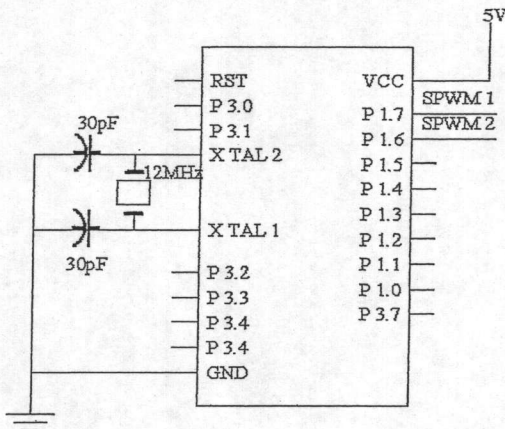 5V
RST
VCC
P 3.0
SPWM 1
P 1.7
30pF
P 3.1
SPWM 2
P 1.6
X TAL 2
12MHz
P 1.5
P 1.4
P 1.3
X TAL 1
P 1.2
30pF
P 3.2
P 1.1
P 3.3
P 1.0
P 3.4
P 3.7
P 3.4
GND